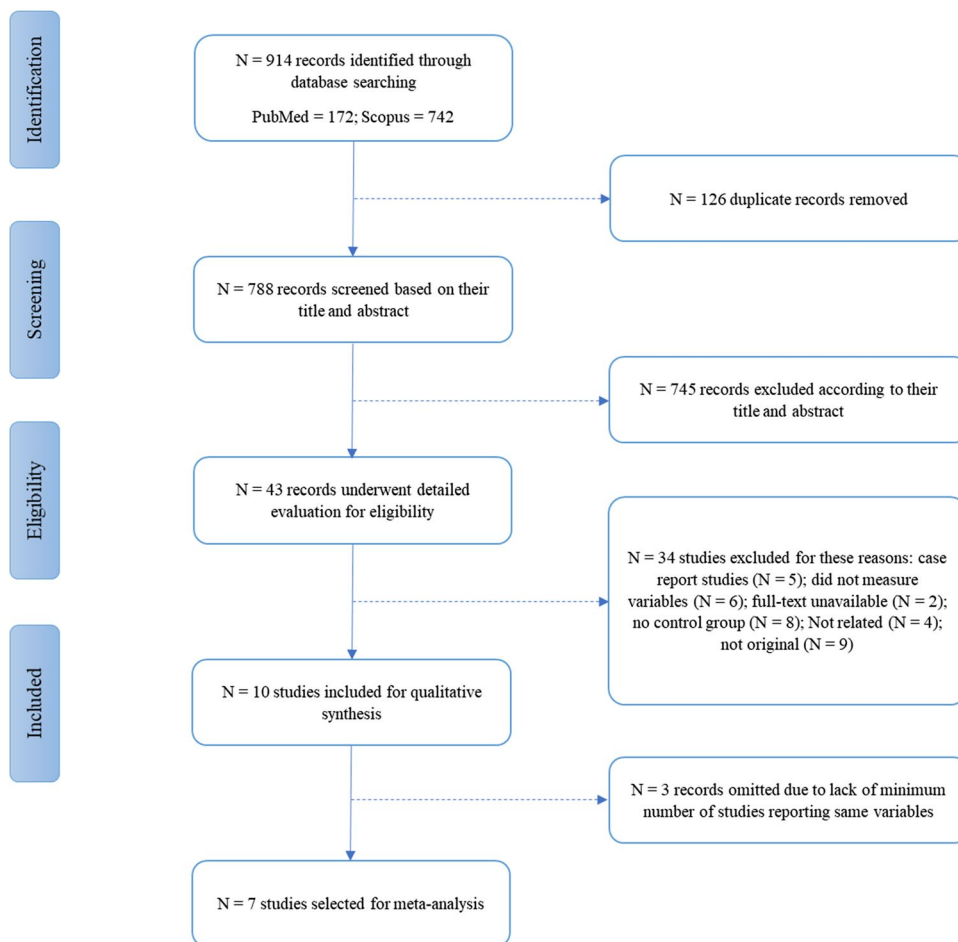 Identification
N = 914 records identified through
database searching
PubMed = 172; Scopus = 742
N = 126 duplicate records removed
Screening
N = 788 records screened based on their
title and abstract
N = 745 records excluded according to their
title and abstract
Eligibility
N = 43 records underwent detailed
evaluation for eligibility
N = 34 studies excluded for these reasons: case
report studies (N = 5); did not measure
variables (N = 6); full-text unavailable (N = 2);
no control group (N = 8); Not related (N = 4);
not original (N = 9)
Included
N = 10 studies included for qualitative
synthesis
N = 3 records omitted due to lack of minimum
number of studies reporting same variables
N = 7 studies selected for meta-analysis